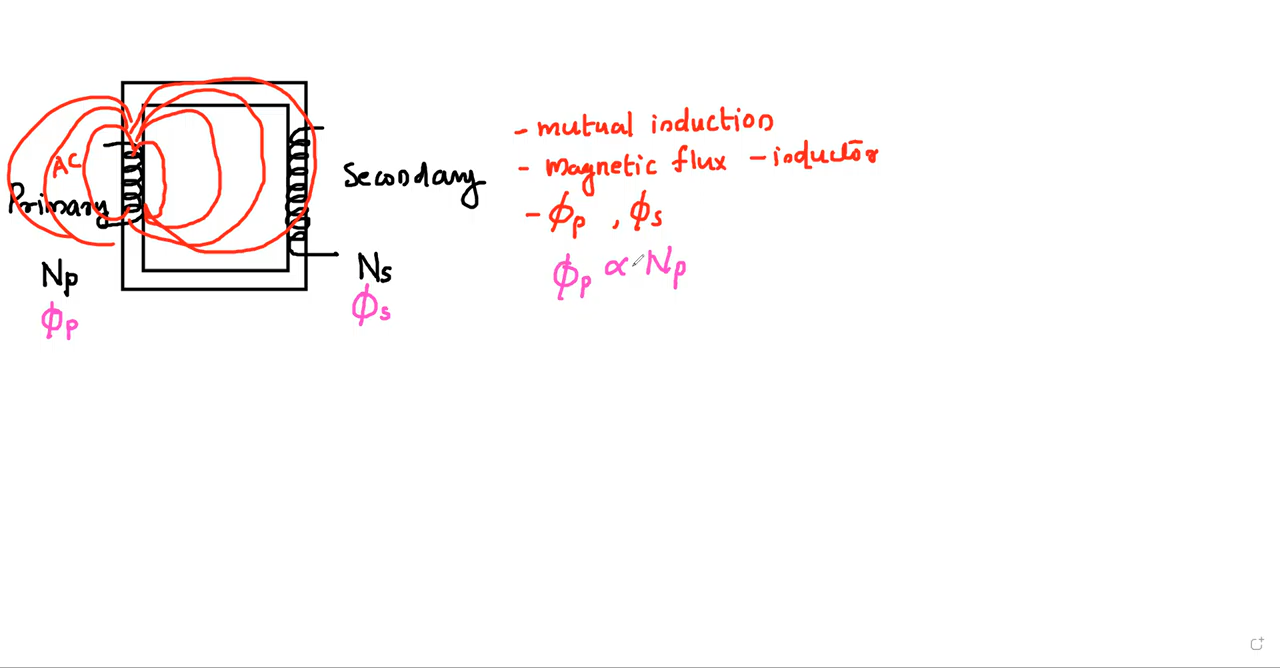 AC
Primary
Np
ϕp
Secondary
Ns
ϕs
- mutual induction
- magnetic flux - inductor
- ϕp , ϕs
ϕp ∝ Np